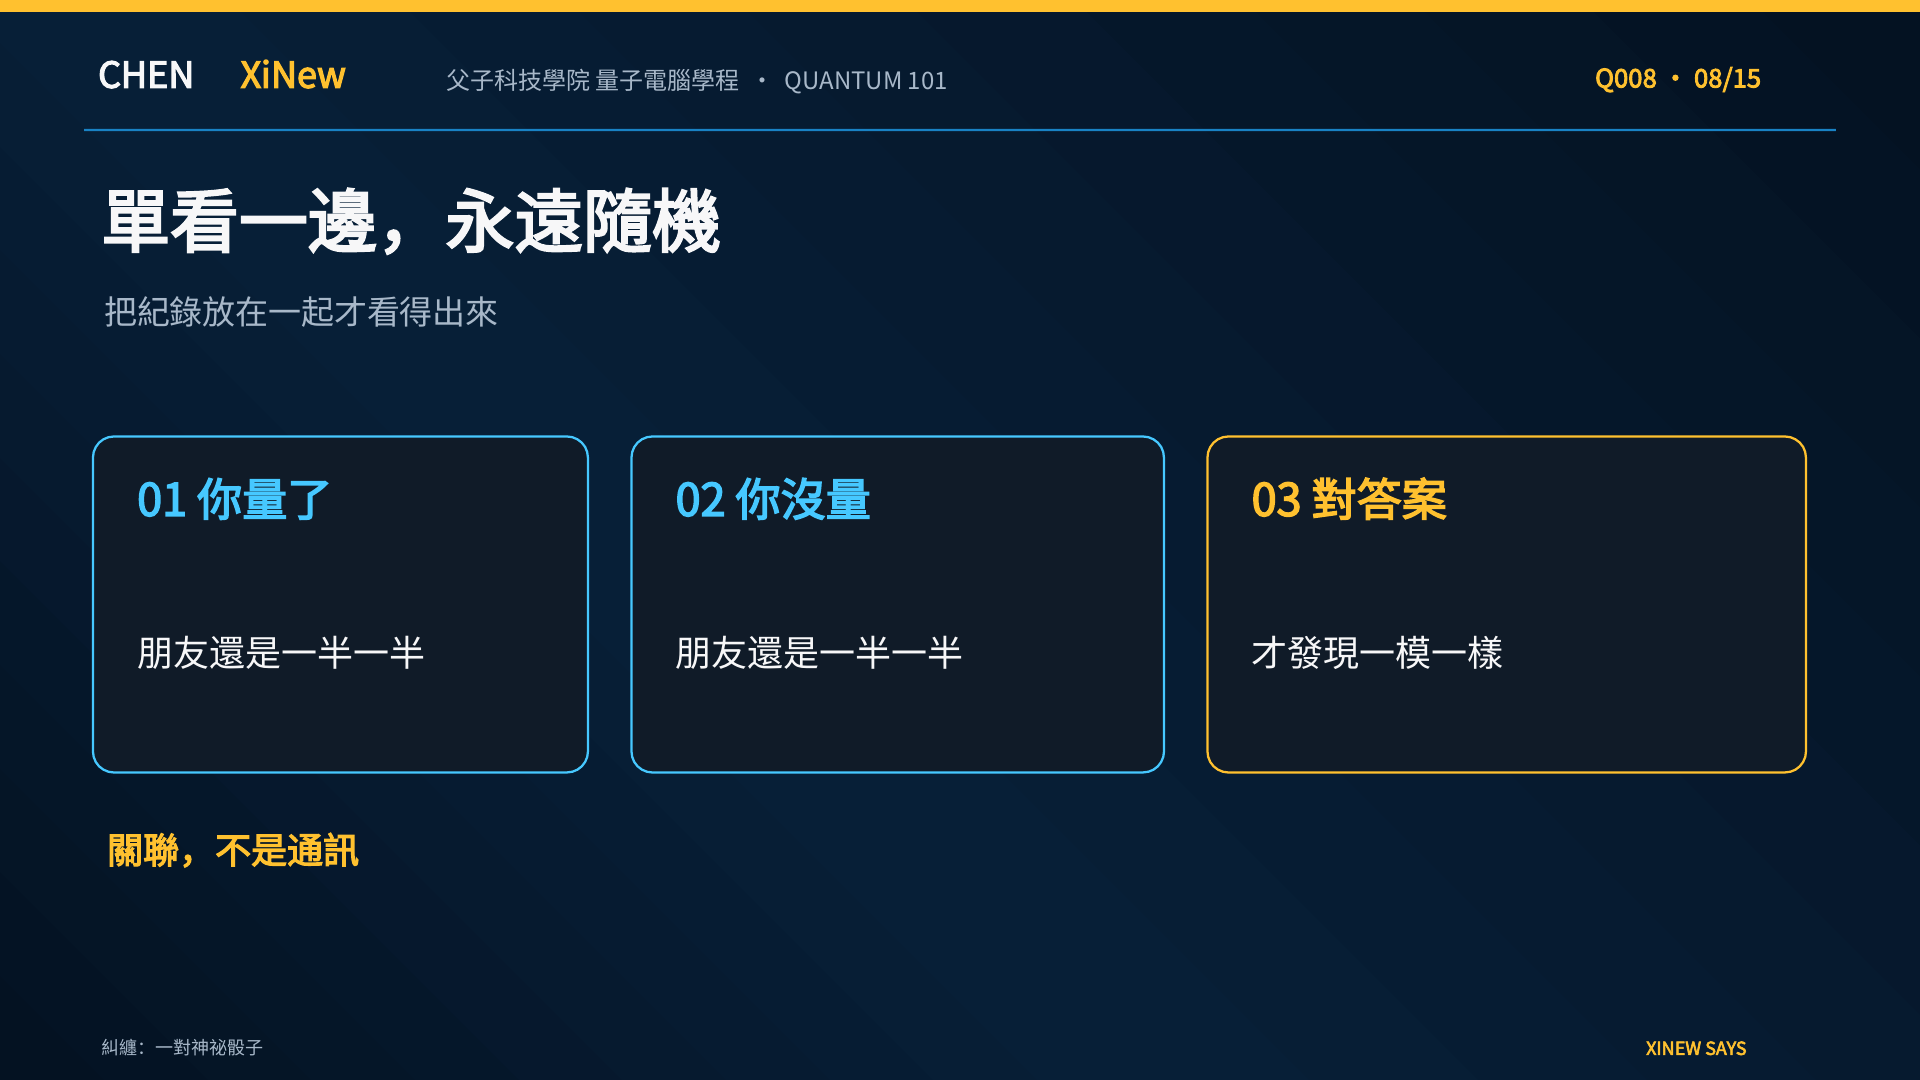 CHEN XiNew 父子科技學院 量子電腦學程 · QUANTUM 101 Q008 · 08/15
單看一邊，永遠隨機
把紀錄放在一起才看得出來
01 你量了
朋友還是一半一半
02 你沒量
朋友還是一半一半
03 對答案
才發現一模一樣
關聯，不是通訊
糾纏：一對神祕骰子
XINEW SAYS